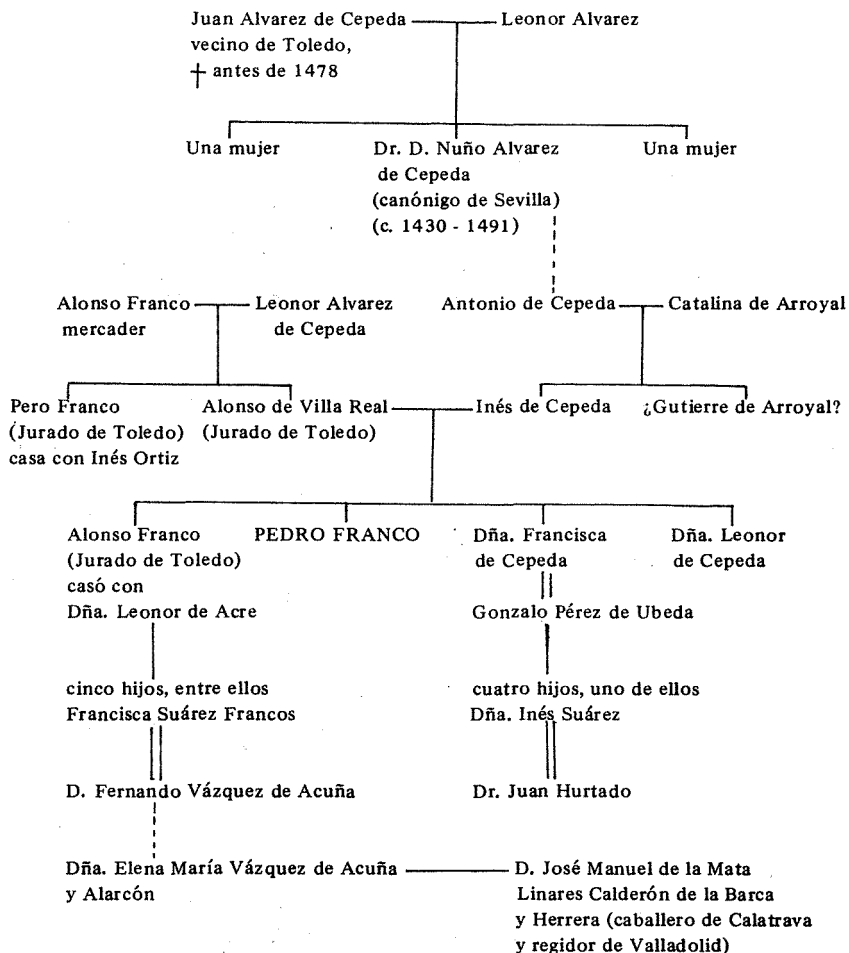 Juan Alvarez de Cepeda Leonor Alvarez
vecino de Toledo,
† antes de 1478
Una mujer Dr. D. Nuño Alvarez Una mujer
de Cepeda
(canónigo de Sevilla)
(c. 1430 - 1491)
Alonso Franco Leonor Alvarez Antonio de Cepeda Catalina de Arroyal
mercader de Cepeda
Pero Franco Alonso de Villa Real Inés de Cepeda ¿Gutierre de Arroyal?
(Jurado de Toledo) (Jurado de Toledo)
casa con Inés Ortiz
Alonso Franco PEDRO FRANCO Dña. Francisca Dña. Leonor
(Jurado de Toledo) de Cepeda de Cepeda
casó con
Dña. Leonor de Acre Gonzalo Pérez de Ubeda
cinco hijos, entre ellos cuatro hijos, uno de ellos
Francisca Suárez Francos Dña. Inés Suárez
D. Fernando Vázquez de Acuña Dr. Juan Hurtado
Dña. Elena María Vázquez de Acuña D. José Manuel de la Mata
y Alarcón Linares Calderón de la Barca
y Herrera (caballero de Calatrava
y regidor de Valladolid)